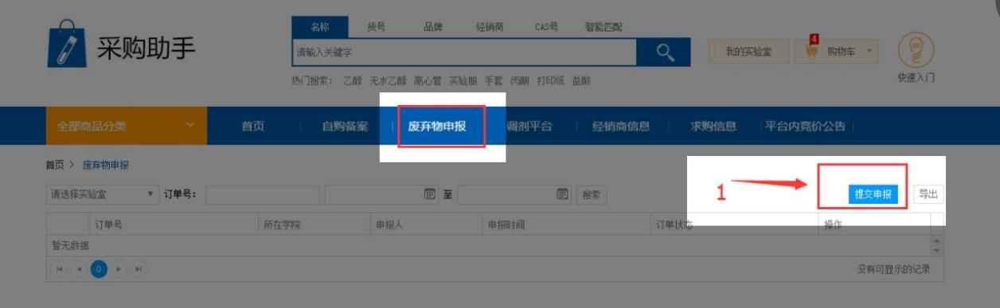 名称 货号 品牌 经销商 CAS号 智能匹配
采购助手
请输入关键字
我的实验室 4 购物车
快速入门
热门搜索： 乙醇 无水乙醇 离心管 实验服 手套 丙酮 打印纸 盐酸
全部商品分类 首页 自购备案 废弃物申报 调剂平台 经销商信息 求购信息 平台内竞价公告
首页 > 废弃物申报
请选择实验室 订单号： 至 搜索 1 提交申报 导出
订单号 所在学院 申报人 申报时间 订单状态 操作
暂无数据
0 没有可显示的记录